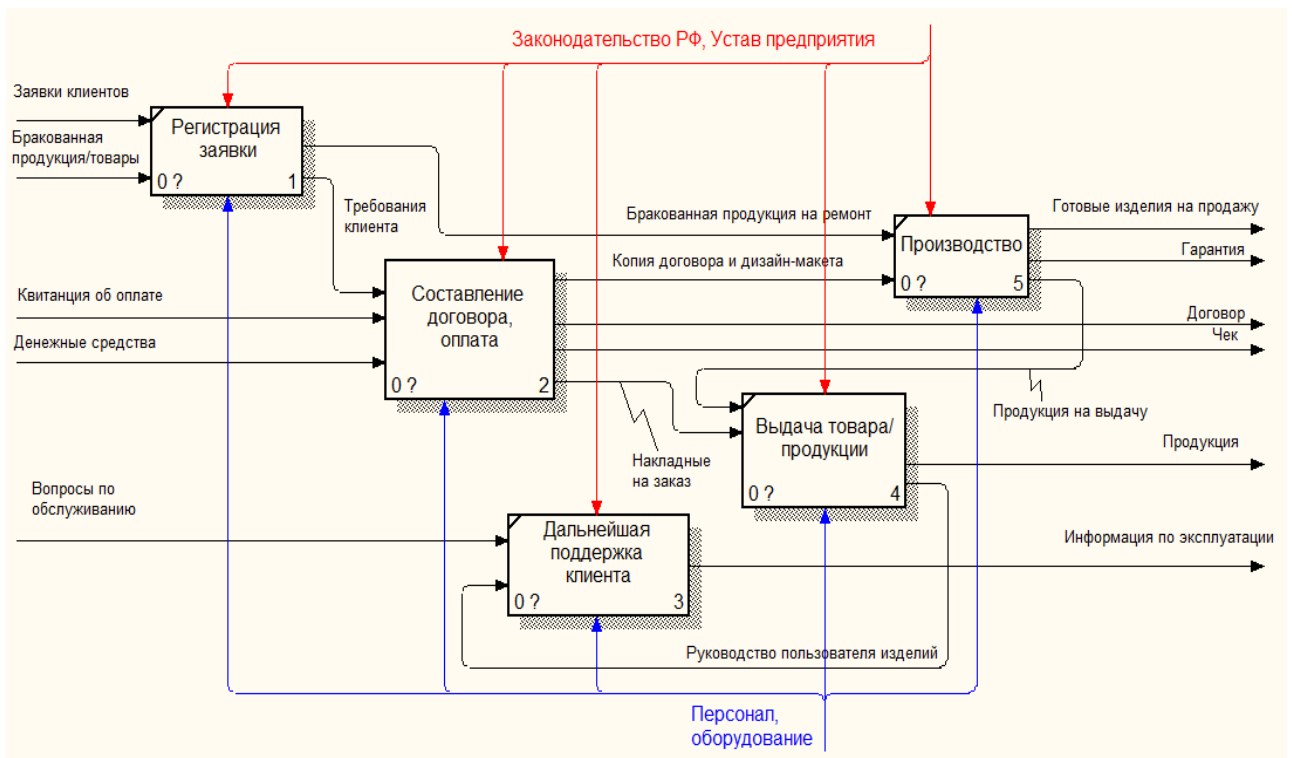 Законодательство РФ, Устав предприятия
Заявки клиентов
Бракованная
продукция/товары
Регистрация
заявки
0 ?
1
Требования
клиента
Бракованная продукция на ремонт
Готовые изделия на продажу
Производство
Гарантия
0 ?
5
Копия договора и дизайн-макета
Квитанция об оплате
Денежные средства
Составление
договора,
оплата
0 ?
2
Договор
Чек
Продукция на выдачу
Накладные
на заказ
Выдача товара/
продукции
0 ?
4
Продукция
Вопросы по
обслуживанию
Дальнейшая
поддержка
клиента
0 ?
3
Информация по эксплуатации
Руководство пользователя изделий
Персонал,
оборудование